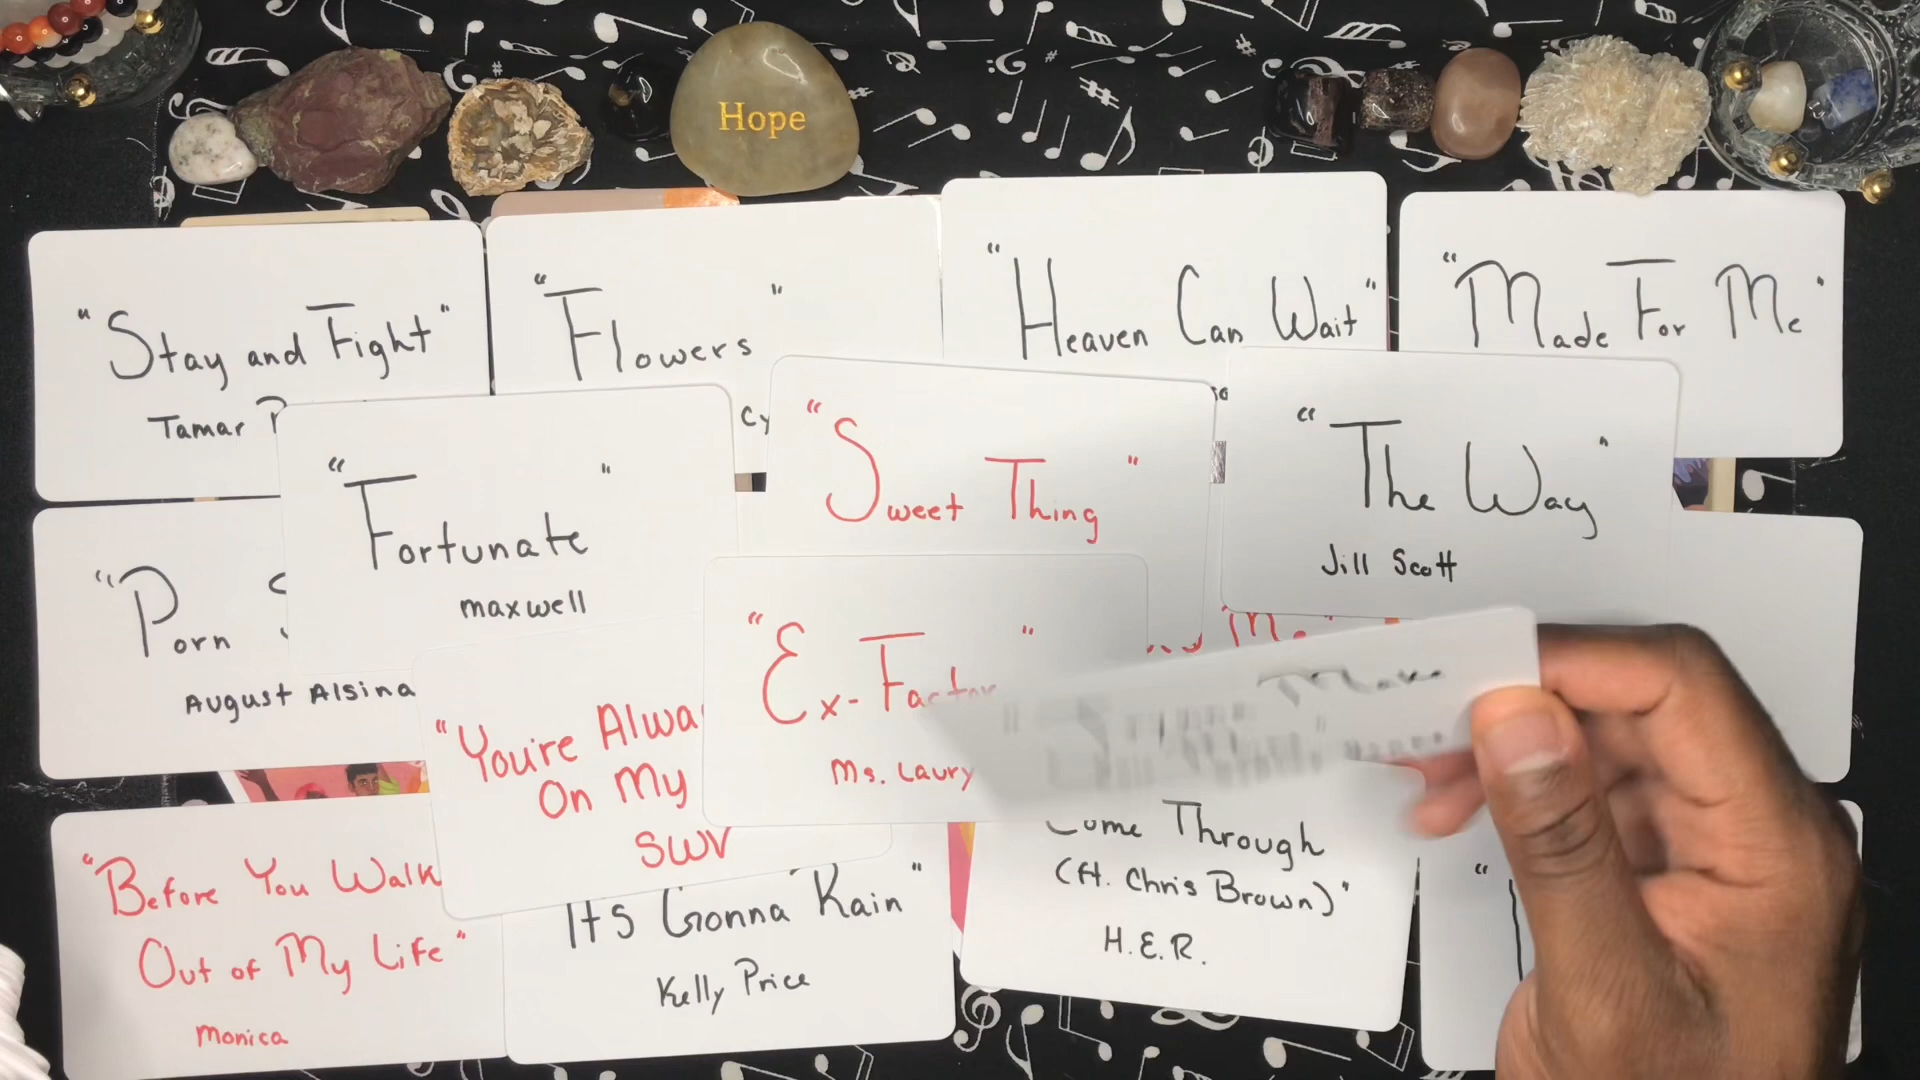 Hope
"Stay and Fight"
Tamar
"Flowers"
Cy
"Heaven Can Wait"
"Made For Me"
"Fortunate"
maxwell
"Sweet Thing"
"The Way"
Jill Scott
"Porn
August Alsina
"You're Alwa
On My
SWV
"Ex-Factor"
Ms. Laury
"Before You Walk
Out of My Life"
Monica
It's Gonna Rain"
Kelly Price
Come Through
(ft. Chris Brown)"
H.E.R.